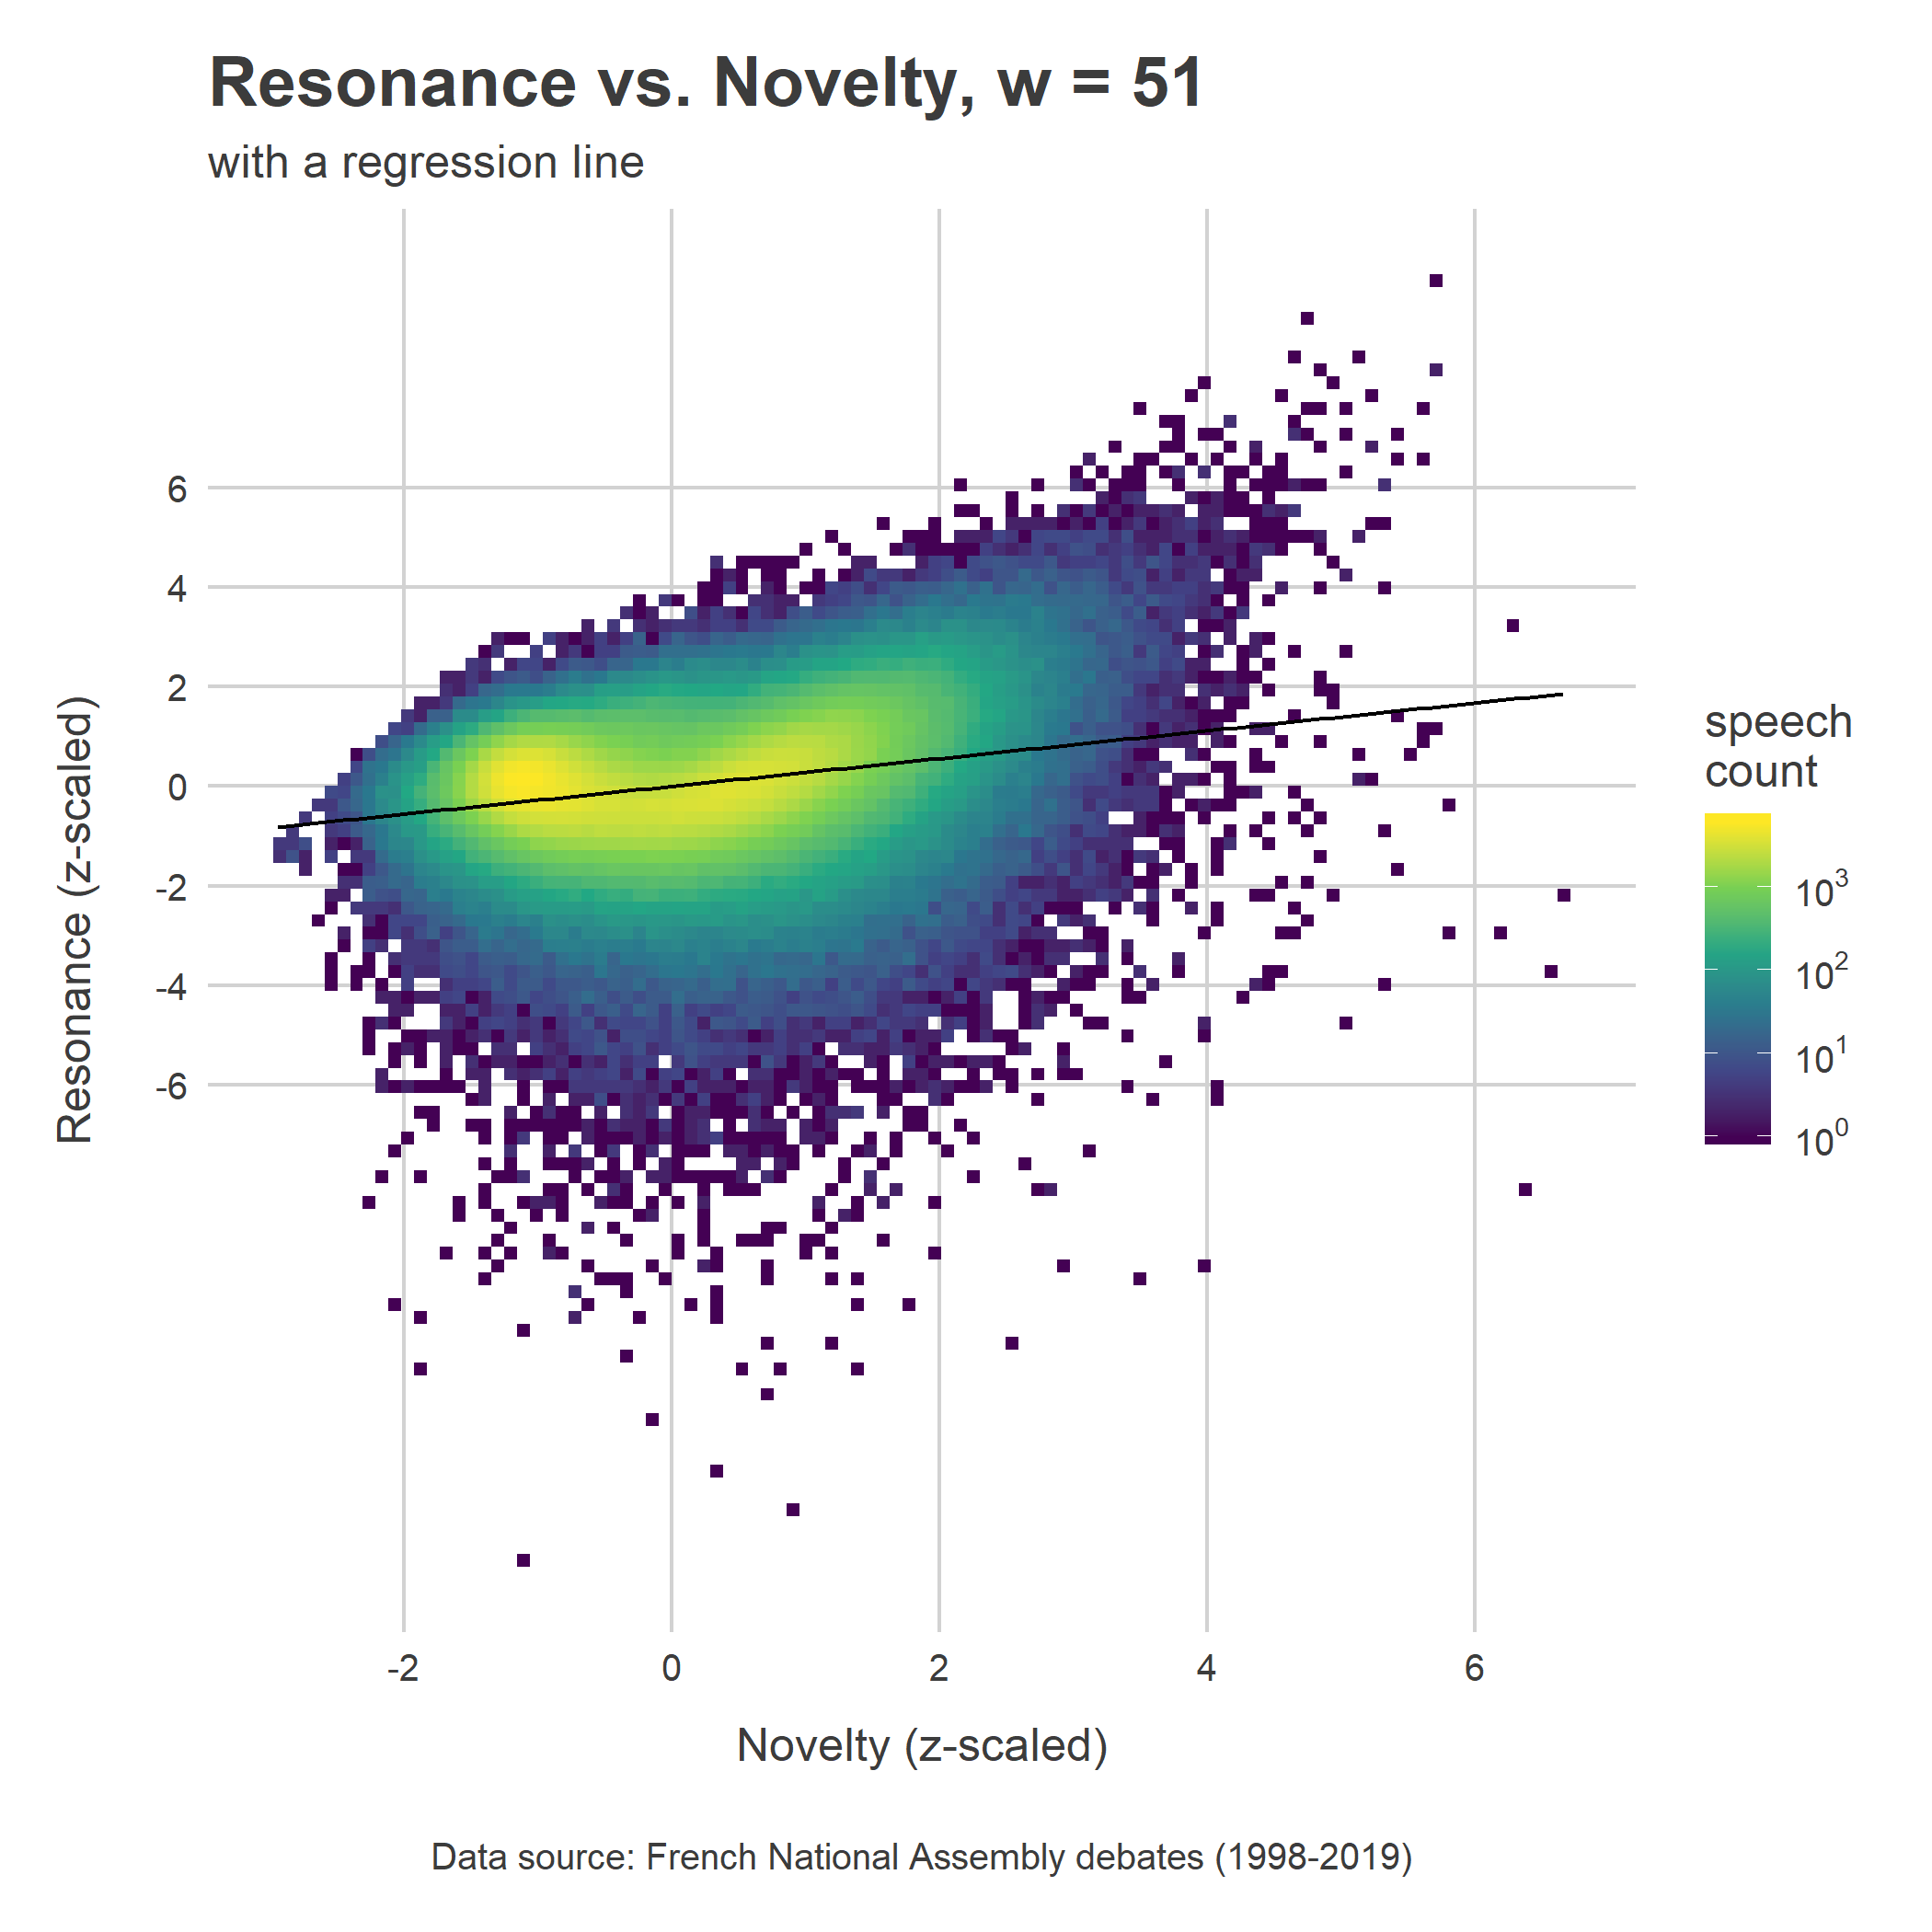 Resonance vs. Novelty, w = 51
with a regression line
Resonance (z-scaled)
6
4
2
0
-2
-4
-6
-2
0
2
4
6
Novelty (z-scaled)
speech
count
10³
10²
10¹
10⁰
Data source: French National Assembly debates (1998-2019)